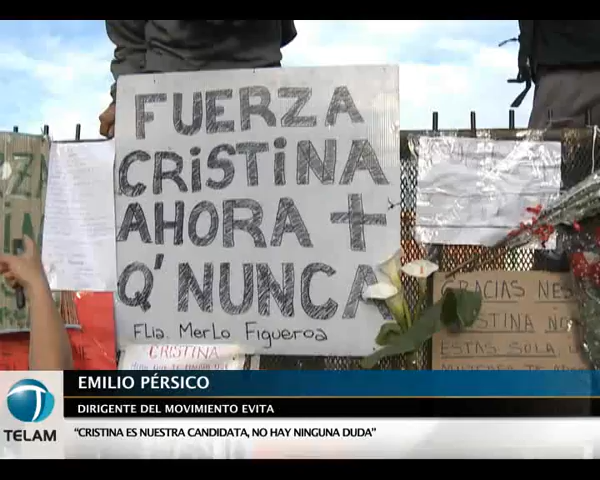 FUERZA
CRiSTiNA
AHORA +
Q' NUNCA
FLia. MerLo Figueroa
CRISTINA
GRACIAS NES
CRISTINA NO
ESTAS SOLA
EMILIO PÉRSICO
DIRIGENTE DEL MOVIMIENTO EVITA
TELAM
“CRISTINA ES NUESTRA CANDIDATA, NO HAY NINGUNA DUDA”